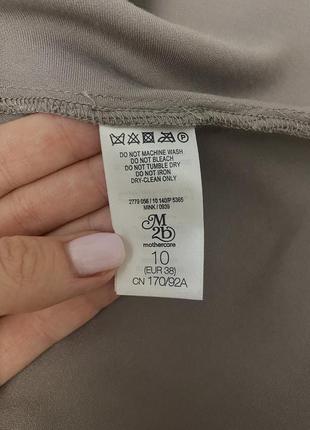 DO NOT MACHINE WASH
DO NOT BLEACH
DO NOT TUMBLE DRY
DO NOT IRON
DRY-CLEAN ONLY
2779 056 / 10 140/P 5365
MINK / 0939
M2b
mothercare
10
(EUR 38)
CN 170/92A